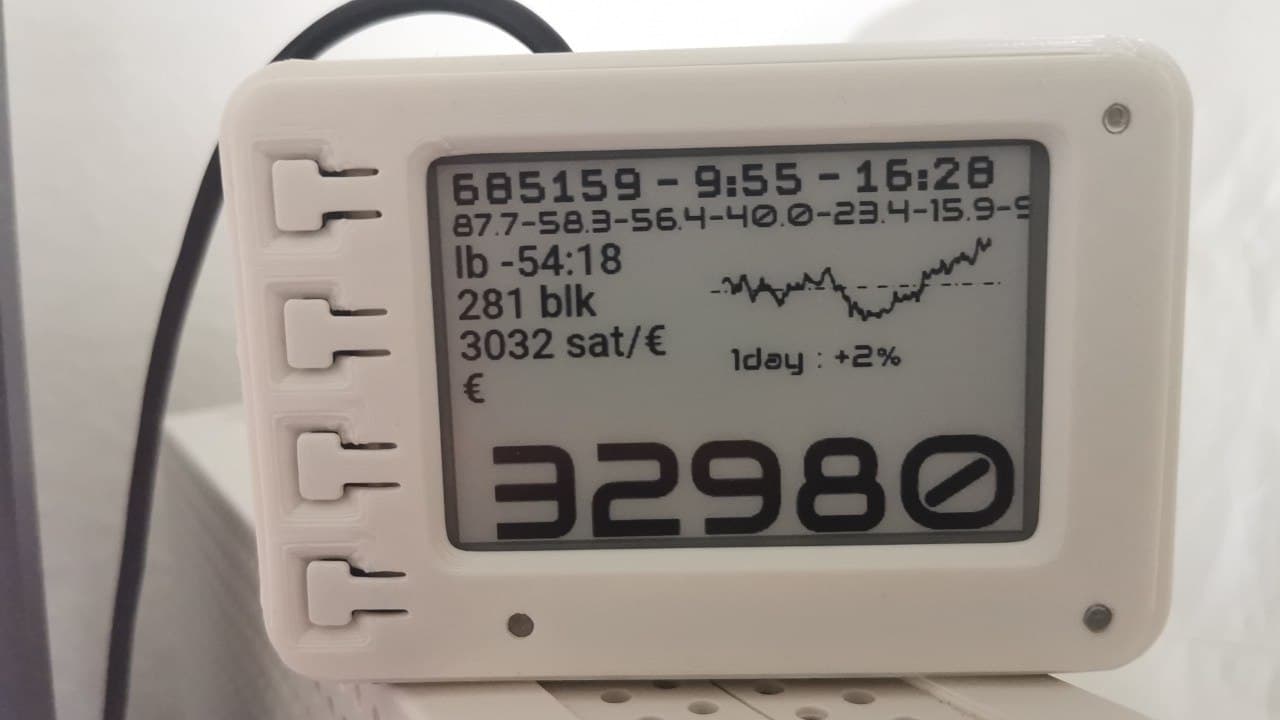 685159 - 9:55 - 16:28
87.7-58.3-56.4-40.0-23.4-15.9-
lb -54:18
281 blk
3032 sat/€
1day : +2%
€
32980